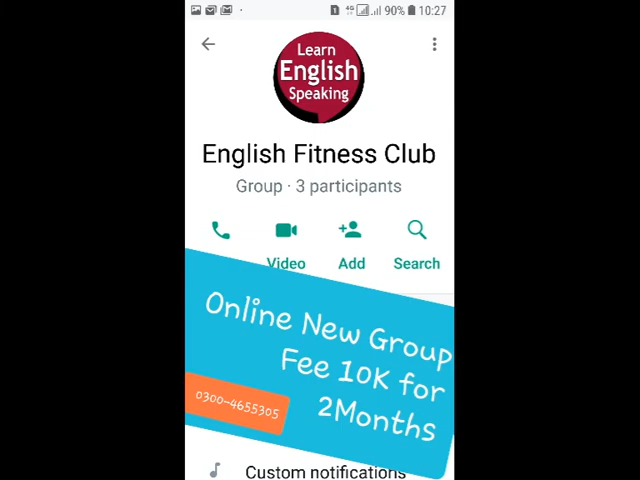 90% 10:27
Learn
English
Speaking
English Fitness Club
Group · 3 participants
Video Add Search
Online New Group
Fee 10K for
2Months
0300-4655305
Custom notifications